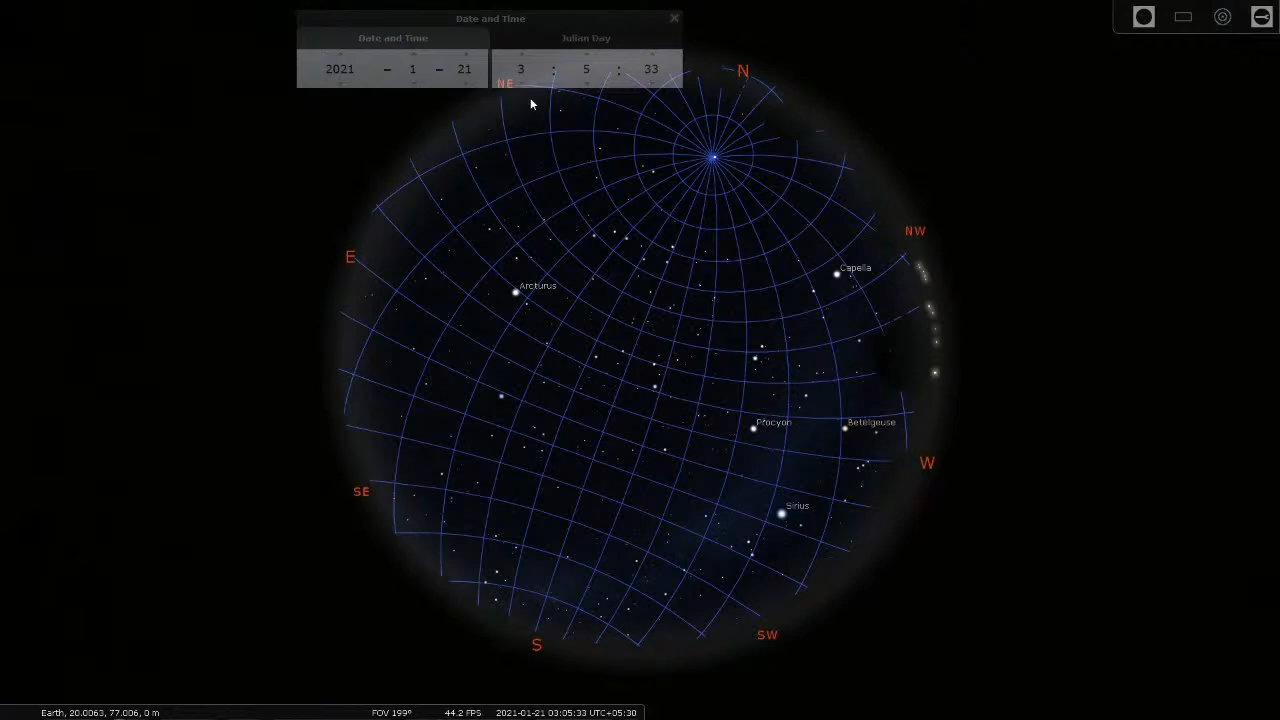 Date and Time
Date and Time Julian Day
2021 - 1 - 21 3 : 5 : 33
NE
N
NW
E
Capella
Arcturus
Procyon
Betelgeuse
W
SE
Sirius
SW
S
Earth, 20.0063, 77.006, 0 m FOV 199° 44.2 FPS 2021-01-21 03:05:33 UTC+05:30